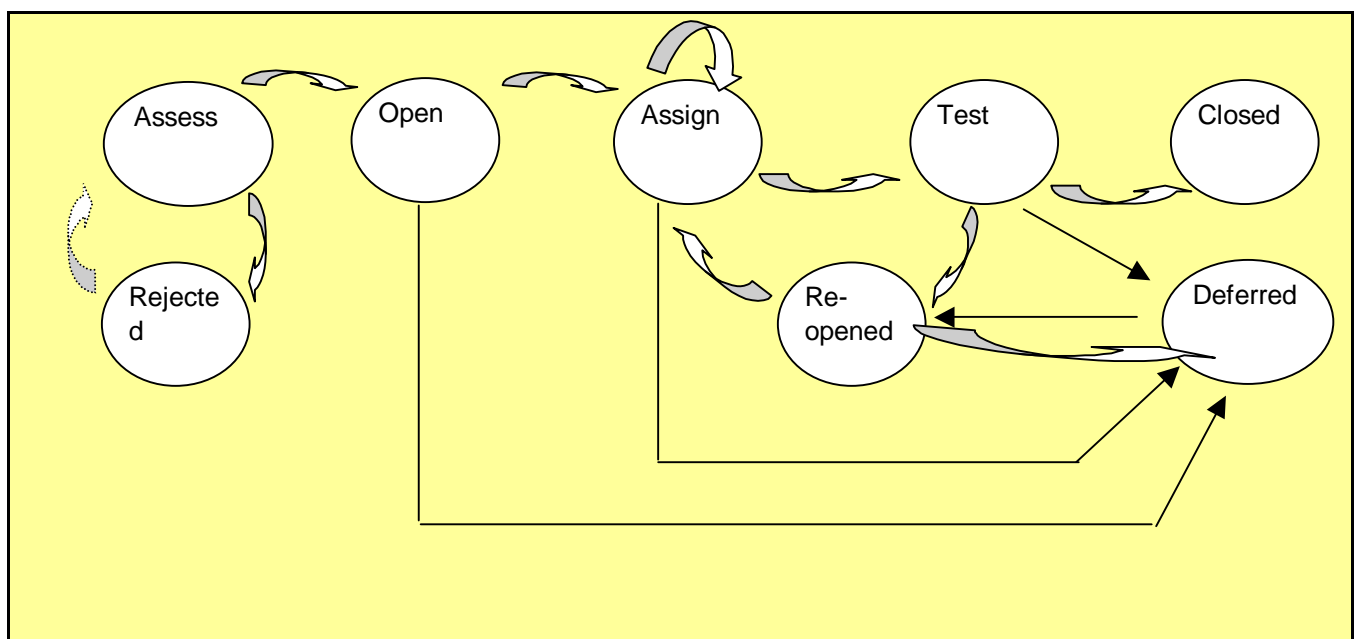 Assess
Open
Assign
Test
Closed
Rejecte
d
Re-
opened
Deferred